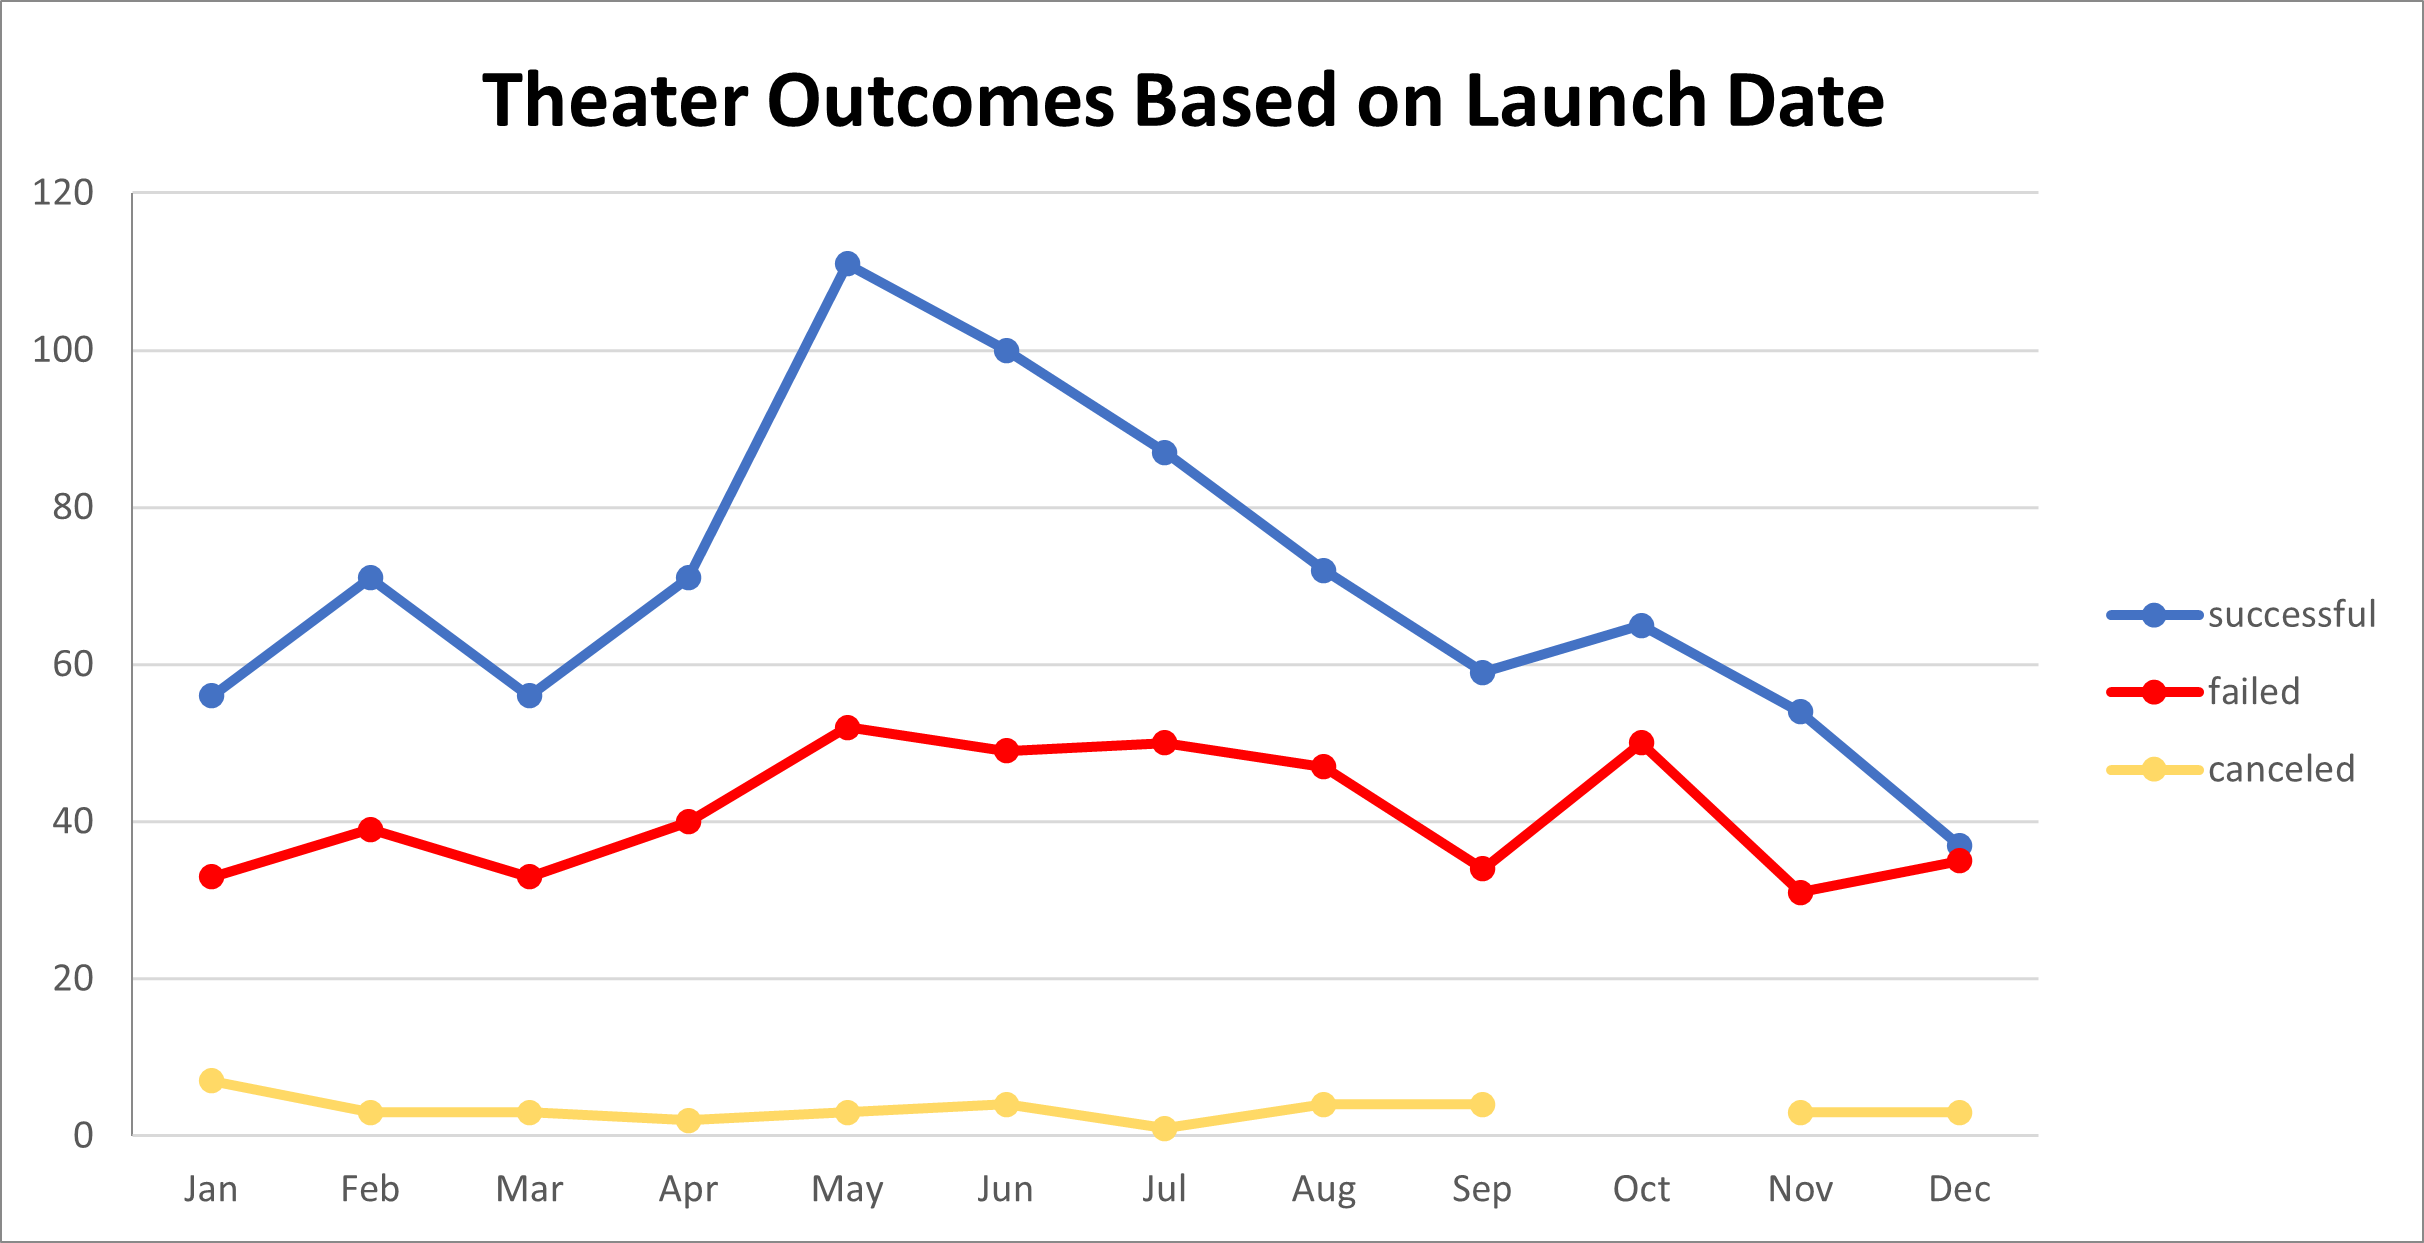 Theater Outcomes Based on Launch Date
120
100
80
60
40
20
0
Jan Feb Mar Apr May Jun Jul Aug Sep Oct Nov Dec
successful
failed
canceled